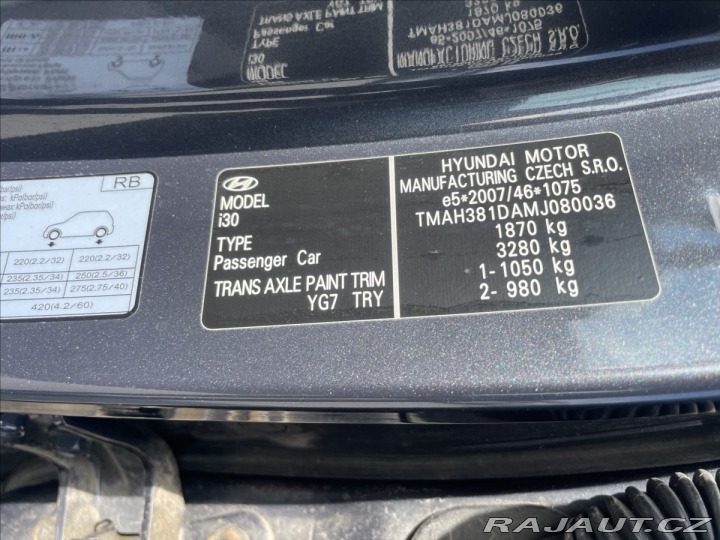 RB
kPa(bar/psi)
220(2.2/32) 220(2.2/32)
235(2.35/34) 250(2.5/36)
235(2.35/34) 275(2.75/40)
420(4.2/60)
MODEL
i30
TYPE
Passenger Car
TRANS AXLE PAINT TRIM
YG7 TRY
HYUNDAI MOTOR
MANUFACTURING CZECH S.R.O.
e5*2007/46*1075
TMAH381DAMJ080036
1870 kg
3280 kg
1- 1050 kg
2- 980 kg
RAJAUT.CZ